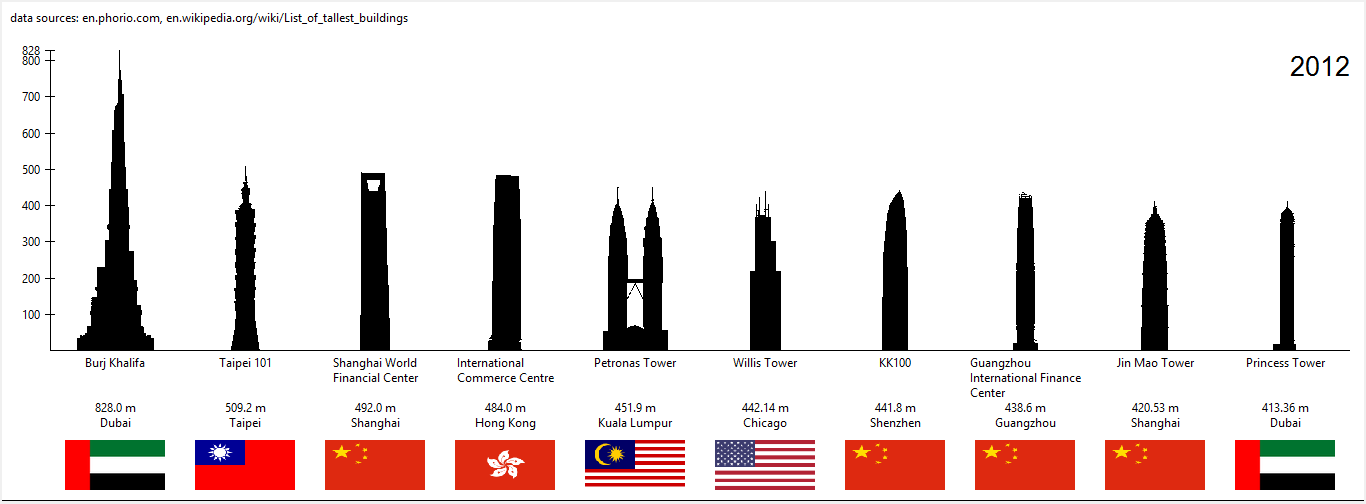 data sources: en.phorio.com, en.wikipedia.org/wiki/List_of_tallest_buildings
2012
828
800
700
600
500
400
300
200
100
Burj Khalifa
Taipei 101
Shanghai World
Financial Center
International
Commerce Centre
Petronas Tower
Willis Tower
KK100
Guangzhou
International Finance
Center
Jin Mao Tower
Princess Tower
828.0 m
Dubai
509.2 m
Taipei
492.0 m
Shanghai
484.0 m
Hong Kong
451.9 m
Kuala Lumpur
442.14 m
Chicago
441.8 m
Shenzhen
438.6 m
Guangzhou
420.53 m
Shanghai
413.36 m
Dubai